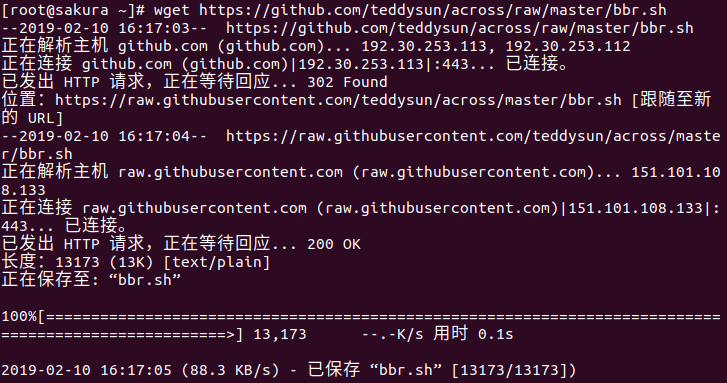 [root@sakura ~]# wget https://github.com/teddysun/across/raw/master/bbr.sh
--2019-02-10 16:17:03--  https://github.com/teddysun/across/raw/master/bbr.sh
正在解析主机 github.com (github.com)... 192.30.253.113, 192.30.253.112
正在连接 github.com (github.com)|192.30.253.113|:443... 已连接。
已发出 HTTP 请求，正在等待回应... 302 Found
位置：https://raw.githubusercontent.com/teddysun/across/master/bbr.sh [跟随至新
的 URL]
--2019-02-10 16:17:04--  https://raw.githubusercontent.com/teddysun/across/maste
r/bbr.sh
正在解析主机 raw.githubusercontent.com (raw.githubusercontent.com)... 151.101.10
8.133
正在连接 raw.githubusercontent.com (raw.githubusercontent.com)|151.101.108.133|:
443... 已连接。
已发出 HTTP 请求，正在等待回应... 200 OK
长度：13173 (13K) [text/plain]
正在保存至: “bbr.sh”
100%[===========================================================================
=========================>] 13,173      --.-K/s 用时 0.1s
2019-02-10 16:17:05 (88.3 KB/s) - 已保存 “bbr.sh” [13173/13173])